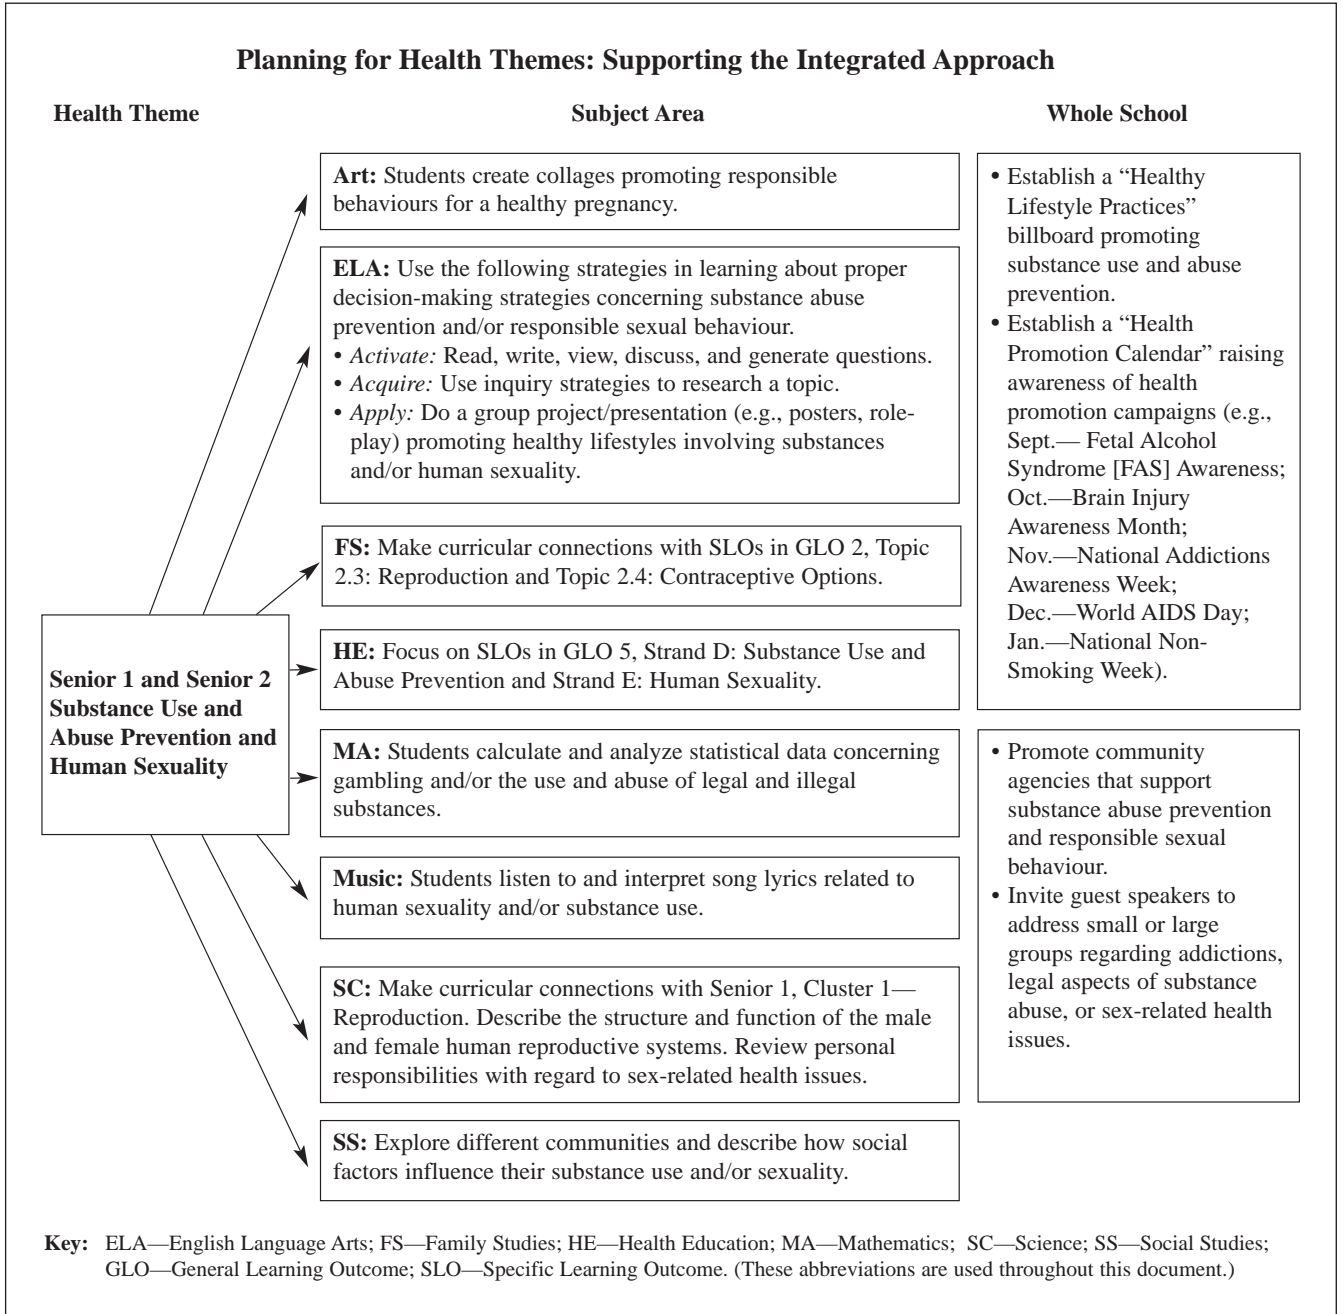 Planning for Health Themes: Supporting the Integrated Approach
Health Theme
Subject Area
Whole School
Senior 1 and Senior 2
Substance Use and
Abuse Prevention and
Human Sexuality
Art: Students create collages promoting responsible
behaviours for a healthy pregnancy.
ELA: Use the following strategies in learning about proper
decision-making strategies concerning substance abuse
prevention and/or responsible sexual behaviour.
• Activate: Read, write, view, discuss, and generate questions.
• Acquire: Use inquiry strategies to research a topic.
• Apply: Do a group project/presentation (e.g., posters, role-
play) promoting healthy lifestyles involving substances
and/or human sexuality.
FS: Make curricular connections with SLOs in GLO 2, Topic
2.3: Reproduction and Topic 2.4: Contraceptive Options.
HE: Focus on SLOs in GLO 5, Strand D: Substance Use and
Abuse Prevention and Strand E: Human Sexuality.
MA: Students calculate and analyze statistical data concerning
gambling and/or the use and abuse of legal and illegal
substances.
Music: Students listen to and interpret song lyrics related to
human sexuality and/or substance use.
SC: Make curricular connections with Senior 1, Cluster 1—
Reproduction. Describe the structure and function of the male
and female human reproductive systems. Review personal
responsibilities with regard to sex-related health issues.
SS: Explore different communities and describe how social
factors influence their substance use and/or sexuality.
• Establish a “Healthy
Lifestyle Practices”
billboard promoting
substance use and abuse
prevention.
• Establish a “Health
Promotion Calendar” raising
awareness of health
promotion campaigns (e.g.,
Sept.— Fetal Alcohol
Syndrome [FAS] Awareness;
Oct.—Brain Injury
Awareness Month;
Nov.—National Addictions
Awareness Week;
Dec.—World AIDS Day;
Jan.—National Non-
Smoking Week).
• Promote community
agencies that support
substance abuse prevention
and responsible sexual
behaviour.
• Invite guest speakers to
address small or large
groups regarding addictions,
legal aspects of substance
abuse, or sex-related health
issues.
Key: ELA—English Language Arts; FS—Family Studies; HE—Health Education; MA—Mathematics; SC—Science; SS—Social Studies;
GLO—General Learning Outcome; SLO—Specific Learning Outcome. (These abbreviations are used throughout this document.)